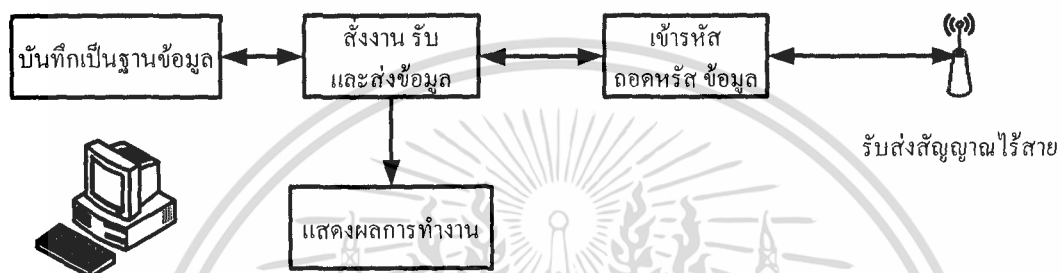 บันทึกเป็นฐานข้อมูล
สั่งงาน รับ
และส่งข้อมูล
เข้ารหัส
ถอดหรัส ข้อมูล
รับส่งสัญญาณไร้สาย
แสดงผลการทำงาน